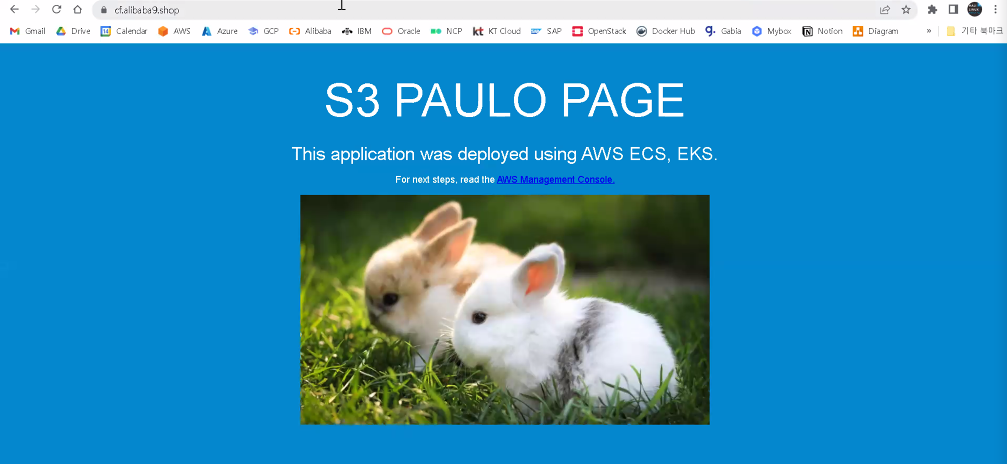 cf.alibaba9.shop
Gmail Drive Calendar AWS Azure GCP Alibaba IBM Oracle NCP KT Cloud SAP OpenStack Docker Hub Gabia Mybox Notion Diagram » 기타 북마크
S3 PAULO PAGE
This application was deployed using AWS ECS, EKS.
For next steps, read the AWS Management Console.